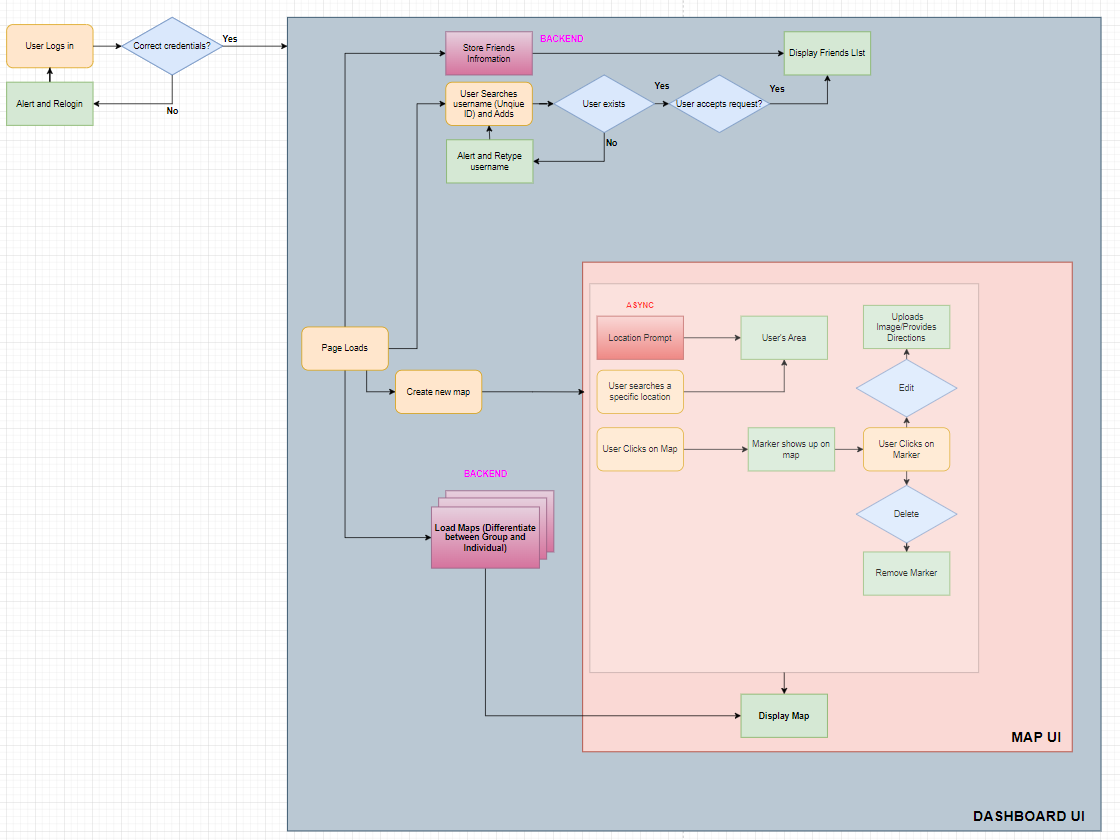 User Logs in
Correct credentials?
Yes
Alert and Relogin
No
Store Friends
Infromation
BACKEND
Display Friends LIst
User Searches
username (Unqiue
ID) and Adds
User exists
Yes
User accepts request?
Yes
No
Alert and Retype
username
Page Loads
Create new map
ASYNC
Location Prompt
User's Area
Uploads
Image/Provides
Directions
User searches a
specific location
Edit
User Clicks on Map
Marker shows up on
map
User Clicks on
Marker
BACKEND
Load Maps (Differentiate
between Group and
Individual)
Delete
Remove Marker
Display Map
MAP UI
DASHBOARD UI